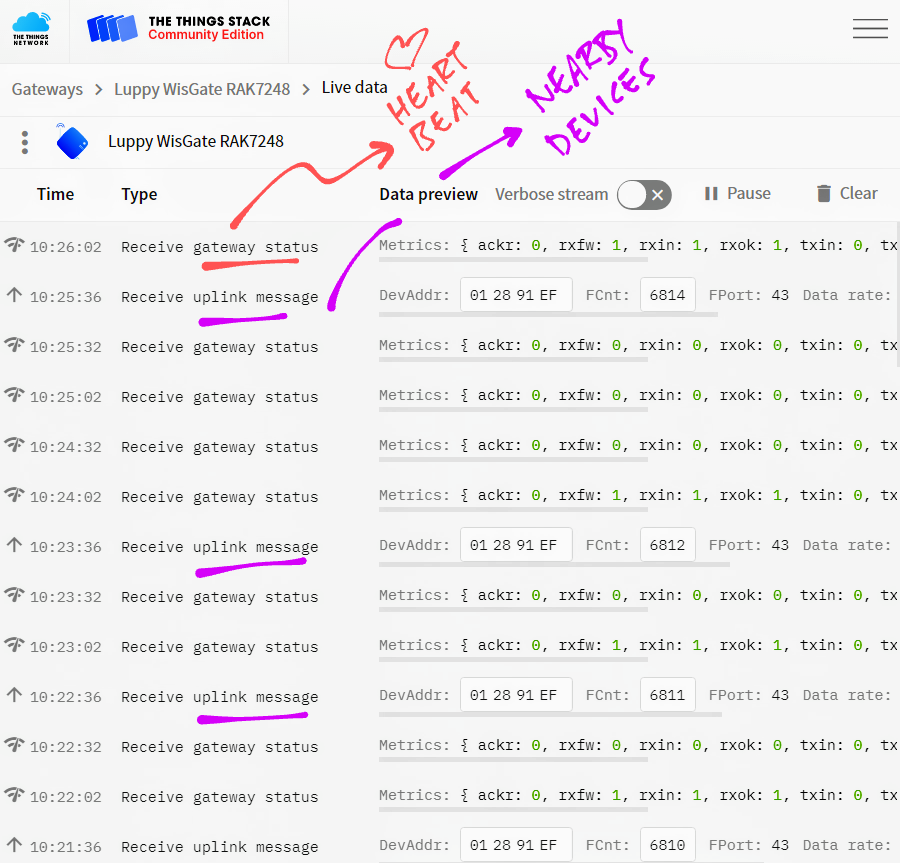 THE THINGS
NETWORK
THE THINGS STACK
Community Edition
Gateways > Luppy WisGate RAK7248 > Live data
Luppy WisGate RAK7248
HEART
BEAT
NEARBY
DEVICES
Time Type Data preview Verbose stream Pause Clear
10:26:02 Receive gateway status Metrics: { ackr: 0, rxfw: 1, rxin: 1, rxok: 1, txin: 0, tx
10:25:36 Receive uplink message DevAddr: 01 28 91 EF FCnt: 6814 FPort: 43 Data rate:
10:25:32 Receive gateway status Metrics: { ackr: 0, rxfw: 0, rxin: 0, rxok: 0, txin: 0, tx
10:25:02 Receive gateway status Metrics: { ackr: 0, rxfw: 0, rxin: 0, rxok: 0, txin: 0, tx
10:24:32 Receive gateway status Metrics: { ackr: 0, rxfw: 0, rxin: 0, rxok: 0, txin: 0, tx
10:24:02 Receive gateway status Metrics: { ackr: 0, rxfw: 1, rxin: 1, rxok: 1, txin: 0, tx
10:23:36 Receive uplink message DevAddr: 01 28 91 EF FCnt: 6812 FPort: 43 Data rate:
10:23:32 Receive gateway status Metrics: { ackr: 0, rxfw: 0, rxin: 0, rxok: 0, txin: 0, tx
10:23:02 Receive gateway status Metrics: { ackr: 0, rxfw: 1, rxin: 1, rxok: 1, txin: 0, tx
10:22:36 Receive uplink message DevAddr: 01 28 91 EF FCnt: 6811 FPort: 43 Data rate:
10:22:32 Receive gateway status Metrics: { ackr: 0, rxfw: 0, rxin: 0, rxok: 0, txin: 0, tx
10:22:02 Receive gateway status Metrics: { ackr: 0, rxfw: 1, rxin: 1, rxok: 1, txin: 0, tx
10:21:36 Receive uplink message DevAddr: 01 28 91 EF FCnt: 6810 FPort: 43 Data rate: